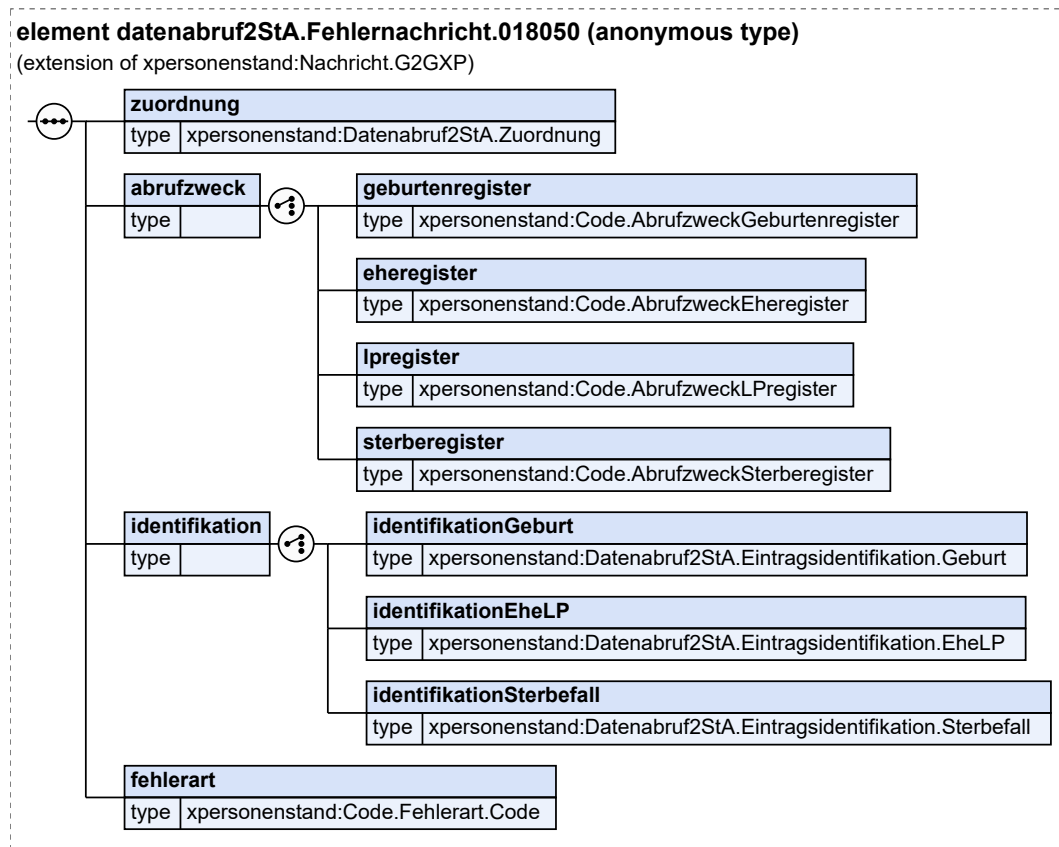 element datenabruf2StA.Fehlernachricht.018050 (anonymous type)
(extension of xpersonenstand:Nachricht.G2GXP)
zuordnung
type xpersonenstand:Datenabruf2StA.Zuordnung
abrufzweck
type
geburtenregister
type xpersonenstand:Code.AbrufzweckGeburtenregister
eheregister
type xpersonenstand:Code.AbrufzweckEheregister
lpregister
type xpersonenstand:Code.AbrufzweckLPregister
sterberegister
type xpersonenstand:Code.AbrufzweckSterberegister
identifikation
type
identifikationGeburt
type xpersonenstand:Datenabruf2StA.Eintragsidentifikation.Geburt
identifikationEheLP
type xpersonenstand:Datenabruf2StA.Eintragsidentifikation.EheLP
identifikationSterbefall
type xpersonenstand:Datenabruf2StA.Eintragsidentifikation.Sterbefall
fehlerart
type xpersonenstand:Code.Fehlerart.Code